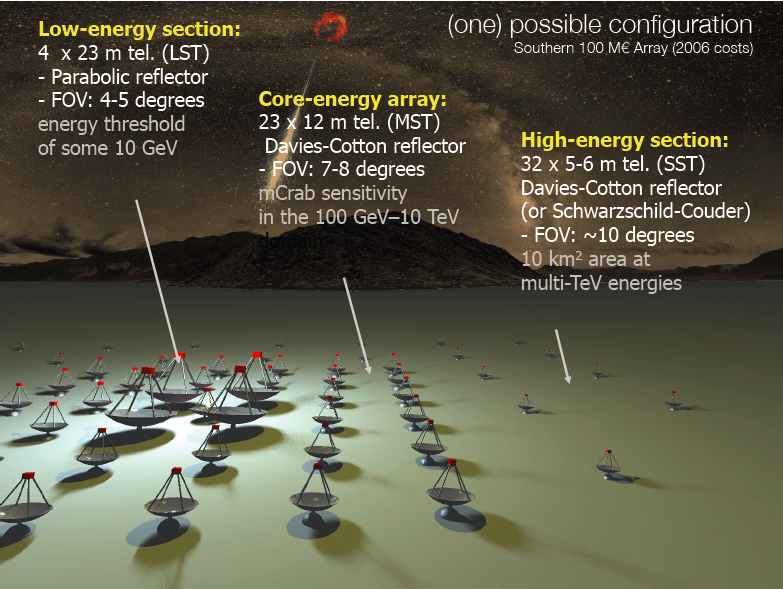 (one) possible configuration
Southern 100 M€ Array (2006 costs)
Low-energy section:
4 x 23 m tel. (LST)
- Parabolic reflector
- FOV: 4-5 degrees
energy threshold
of some 10 GeV
Core-energy array:
23 x 12 m tel. (MST)
Davies-Cotton reflector
- FOV: 7-8 degrees
mCrab sensitivity
in the 100 GeV–10 TeV
domain
High-energy section:
32 x 5-6 m tel. (SST)
Davies-Cotton reflector
(or Schwarzschild-Couder)
- FOV: ~10 degrees
10 km² area at
multi-TeV energies